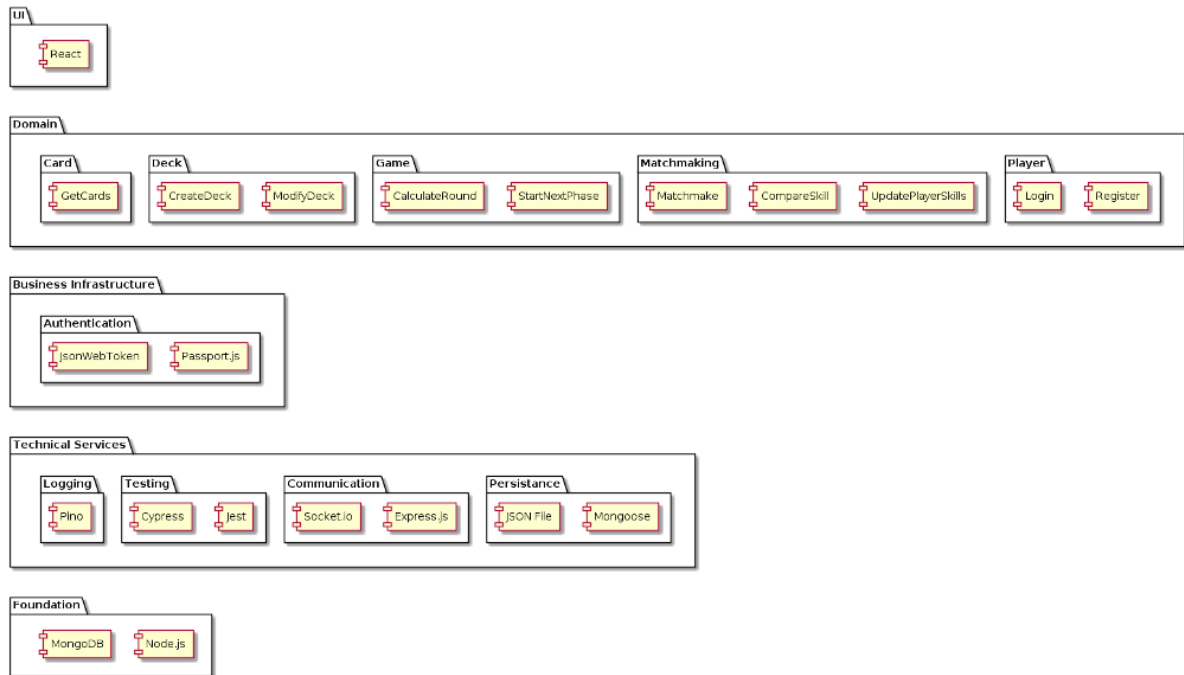 UI
React
Domain
Card
Deck
Game
Matchmaking
Player
GetCards
CreateDeck
ModifyDeck
CalculateRound
StartNextPhase
Matchmake
CompareSkill
UpdatePlayerSkills
Login
Register
Business Infrastructure
Authentication
JsonWebToken
Passport.js
Technical Services
Logging
Testing
Communication
Persistance
Pino
Cypress
Jest
Socket.io
Express.js
JSON File
Mongoose
Foundation
MongoDB
Node.js